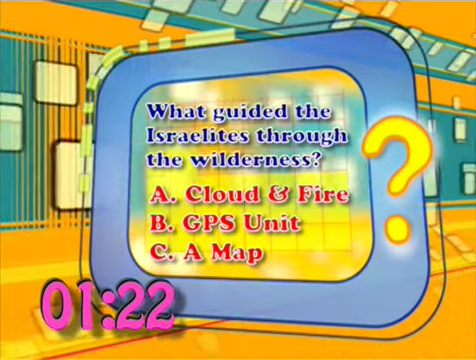 What guided the
Israelites through
the wilderness?
A. Cloud & Fire
B. GPS Unit
C. A Map
?
01:22